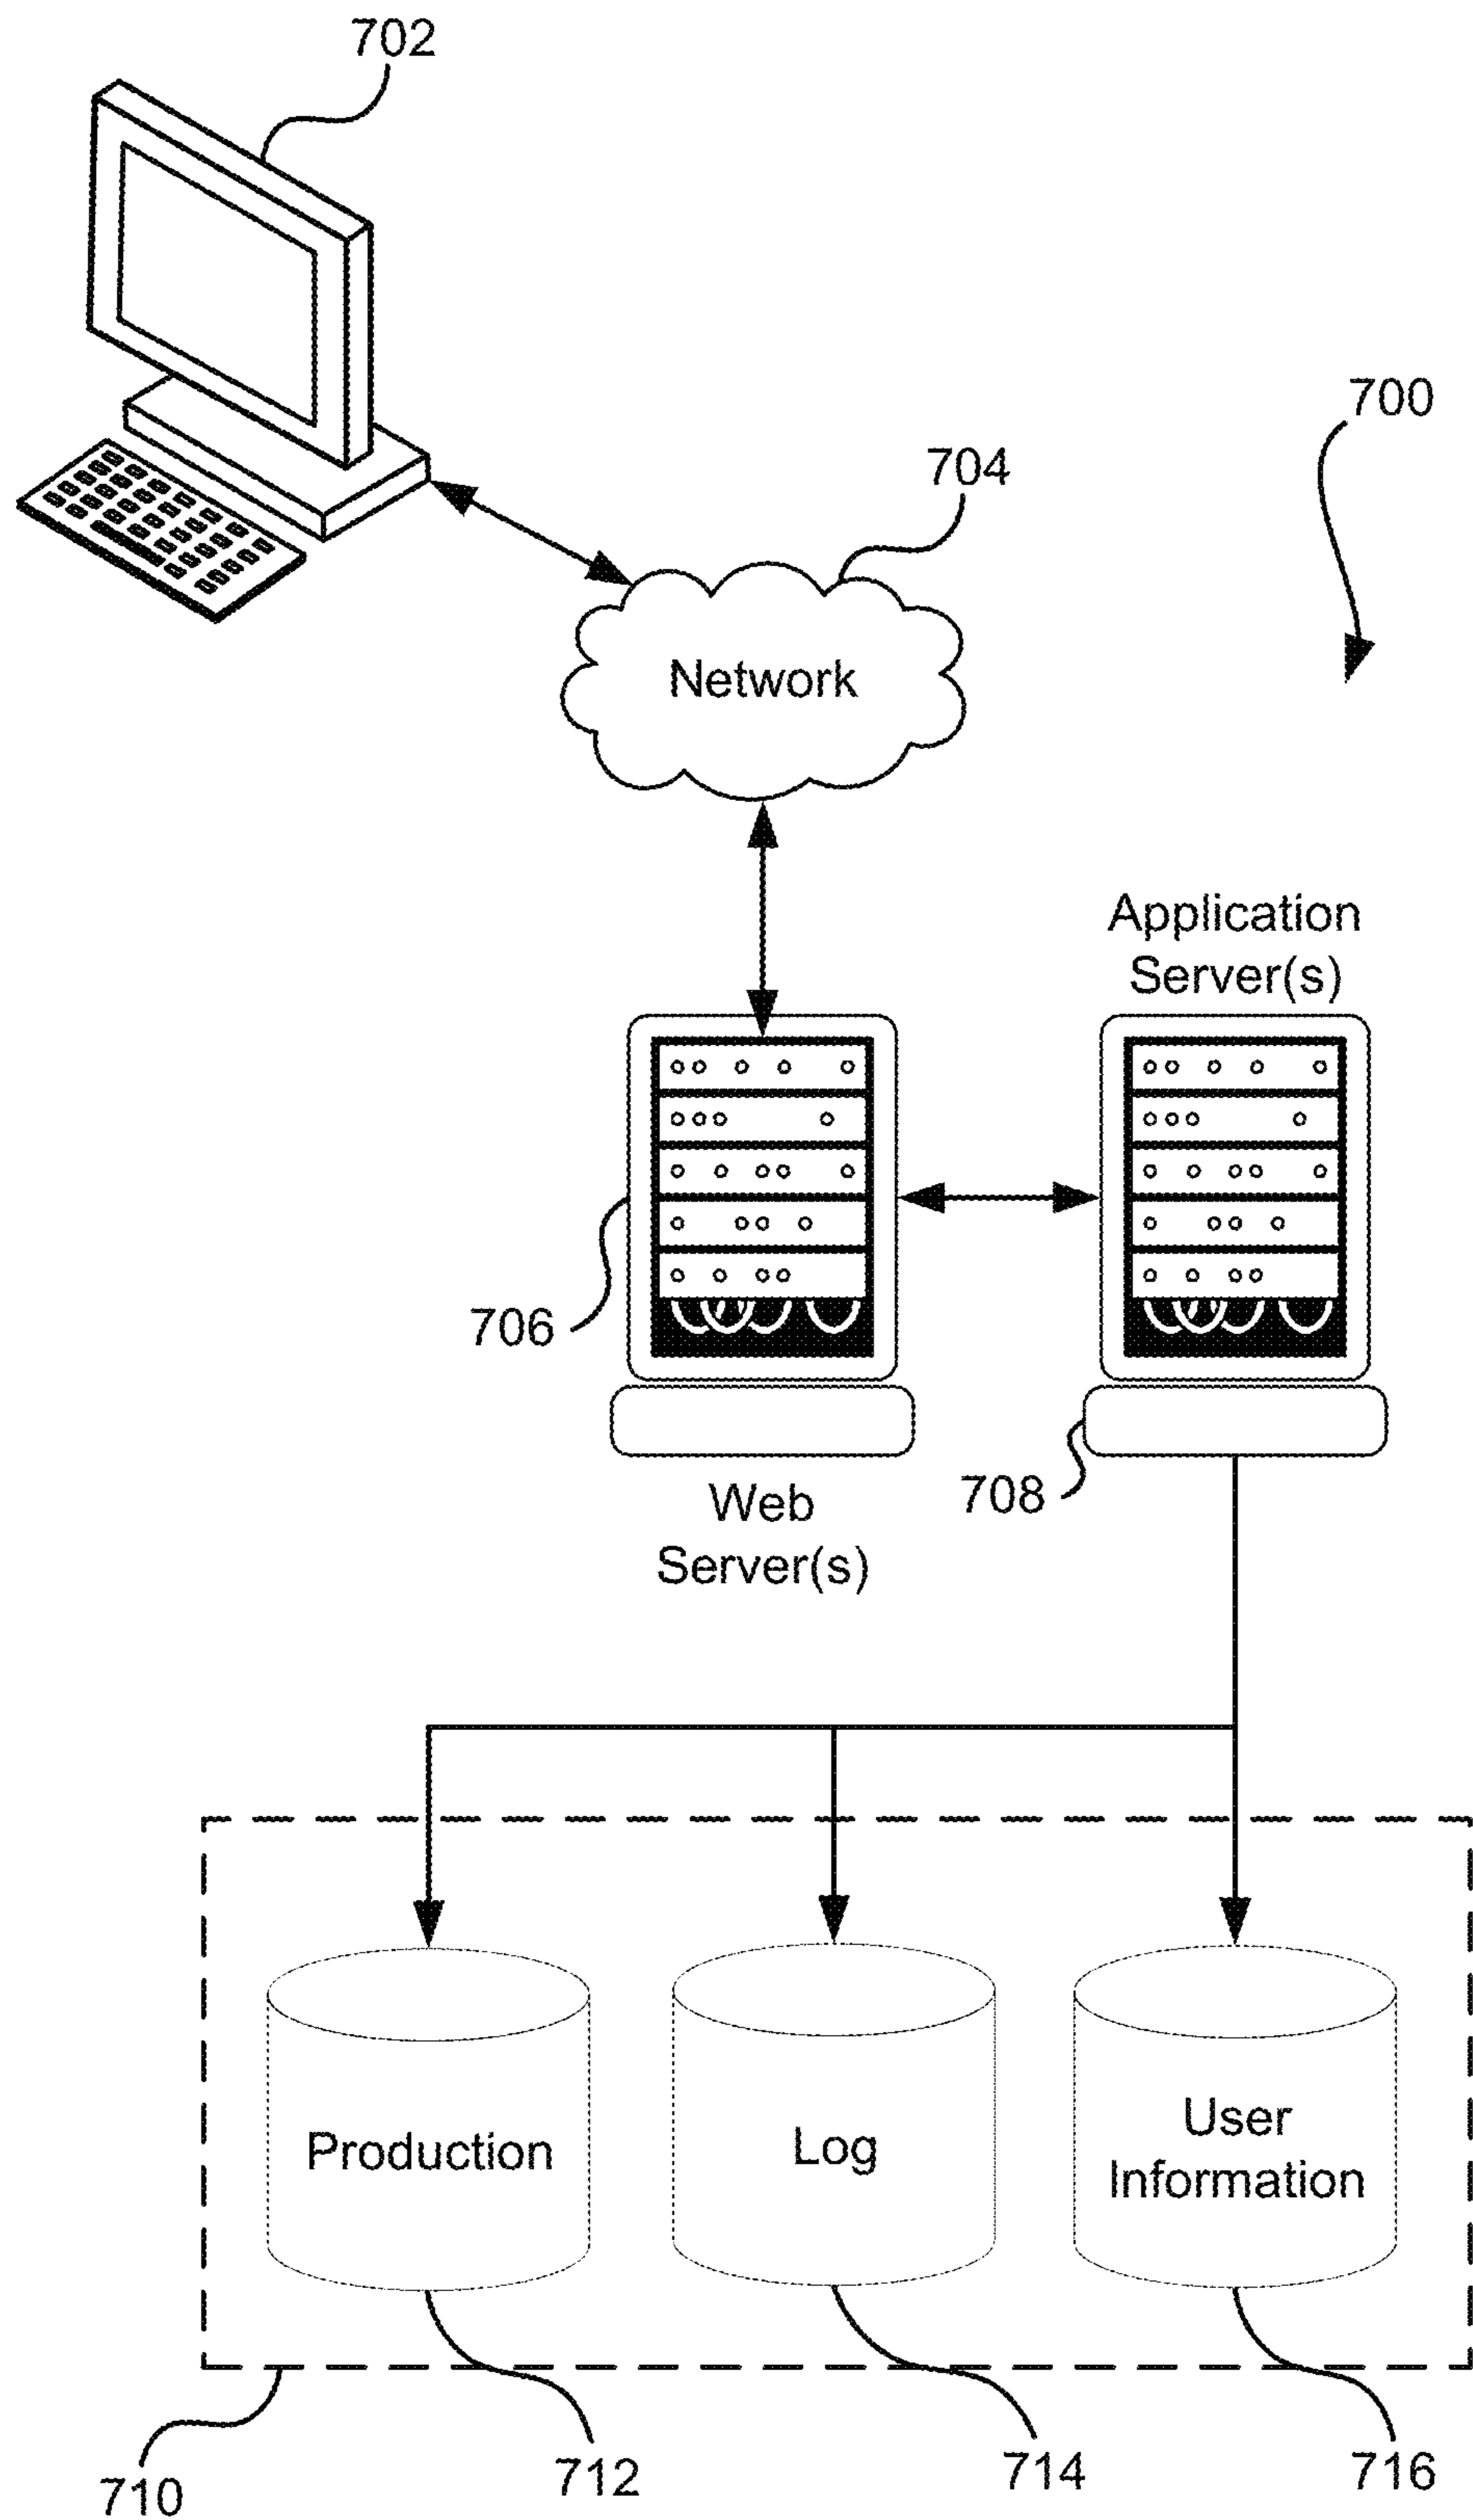 702
700
704
Network
Application
Server(s)
706
708
Web
Server(s)
Production
Log
User
Information
710
712
714
716